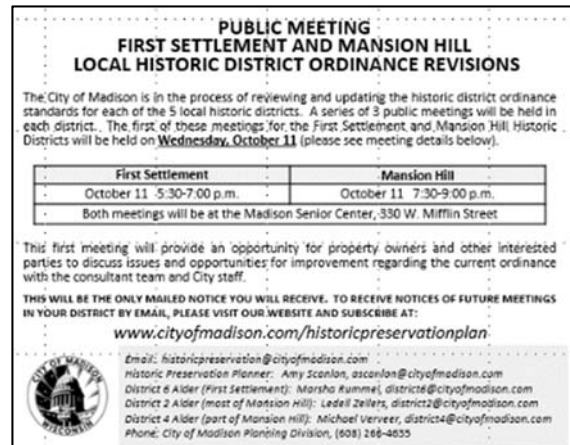 PUBLIC MEETING
FIRST SETTLEMENT AND MANSION HILL
LOCAL HISTORIC DISTRICT ORDINANCE REVISIONS
The City of Madison is in the process of reviewing and updating the historic district ordinance
standards for each of the 5 local historic districts. A series of 3 public meetings will be held in
each district. The first of these meetings for the First Settlement and Mansion Hill Historic
Districts will be held on Wednesday, October 11 (please see meeting details below).
First Settlement Mansion Hill
October 11 5:30-7:00 p.m. October 11 7:30-9:00 p.m.
Both meetings will be at the Madison Senior Center, 330 W. Mifflin Street
This first meeting will provide an opportunity for property owners and other interested
parties to discuss issues and opportunities for improvement regarding the current ordinance
with the consultant team and City staff.
THIS WILL BE THE ONLY MAILED NOTICE YOU WILL RECEIVE. TO RECEIVE NOTICES OF FUTURE MEETINGS
IN YOUR DISTRICT BY EMAIL, PLEASE VISIT OUR WEBSITE AND SUBSCRIBE AT:
www.cityofmadison.com/historicpreservationplan
Email: historicpreservation@cityofmadison.com
Historic Preservation Planner: Amy Scanlon, ascanlon@cityofmadison.com
District 6 Alder (First Settlement): Marsha Rummel, district6@cityofmadison.com
District 2 Alder (most of Mansion Hill): Ledell Zellers, district2@cityofmadison.com
District 4 Alder (part of Mansion Hill): Michael Verveer, district4@cityofmadison.com
Phone: City of Madison Planning Division, (608) 266-4635
CITY OF MADISON
WISCONSIN